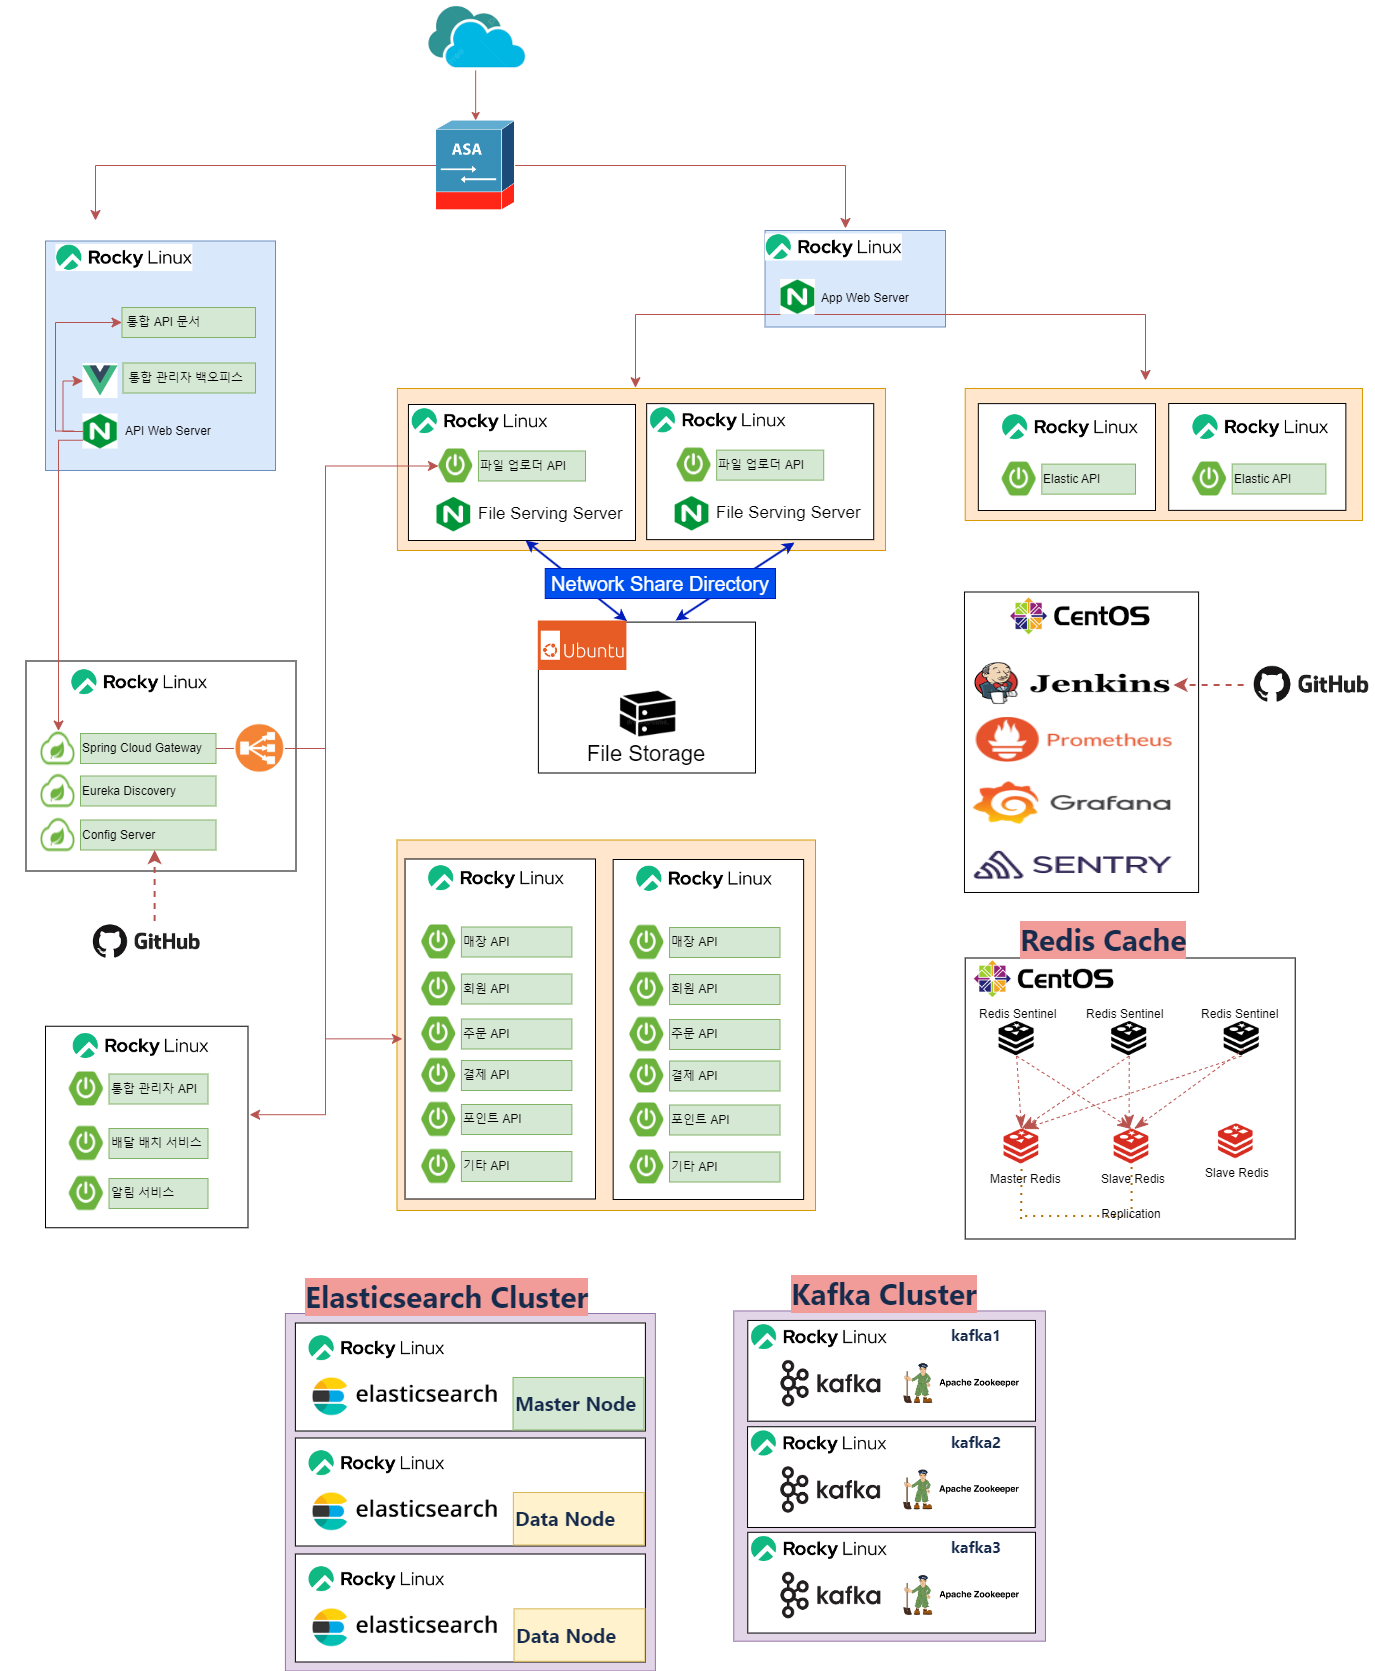 ASA
Rocky Linux
통합 API 문서
통합 관리자 백오피스
API Web Server
Rocky Linux
App Web Server
Rocky Linux
파일 업로더 API
File Serving Server
Rocky Linux
파일 업로더 API
File Serving Server
Rocky Linux
Elastic API
Rocky Linux
Elastic API
Network Share Directory
Ubuntu
File Storage
CentOS
Jenkins
GitHub
Prometheus
Grafana
SENTRY
Rocky Linux
Spring Cloud Gateway
Eureka Discovery
Config Server
GitHub
Rocky Linux
매장 API
회원 API
주문 API
결제 API
포인트 API
기타 API
Rocky Linux
매장 API
회원 API
주문 API
결제 API
포인트 API
기타 API
Redis Cache
CentOS
Redis Sentinel
Redis Sentinel
Redis Sentinel
Master Redis
Slave Redis
Slave Redis
Replication
Rocky Linux
통합 관리자 API
배달 배치 서비스
알림 서비스
Elasticsearch Cluster
Rocky Linux
elasticsearch
Master Node
Rocky Linux
elasticsearch
Data Node
Rocky Linux
elasticsearch
Data Node
Kafka Cluster
Rocky Linux
kafka1
kafka
Apache Zookeeper
Rocky Linux
kafka2
kafka
Apache Zookeeper
Rocky Linux
kafka3
kafka
Apache Zookeeper